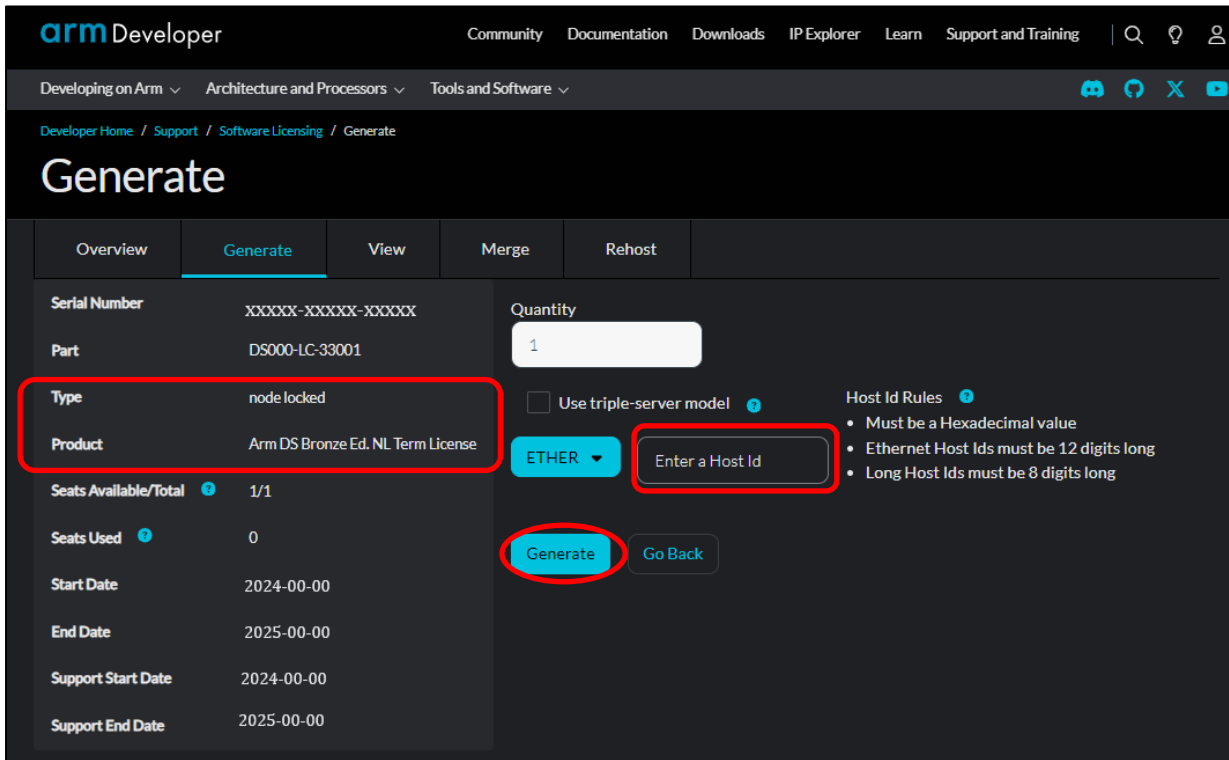 arm Developer
Community Documentation Downloads IP Explorer Learn Support and Training
Developing on Arm Architecture and Processors Tools and Software
Developer Home / Support / Software Licensing / Generate
Generate
Overview Generate View Merge Rehost
Serial Number XXXXX-XXXXX-XXXXX
Part DS000-LC-33001
Type node locked
Product Arm DS Bronze Ed. NL Term License
Seats Available/Total ? 1/1
Seats Used ? 0
Start Date 2024-00-00
End Date 2025-00-00
Support Start Date 2024-00-00
Support End Date 2025-00-00
Quantity
1
Use triple-server model ?
ETHER Enter a Host Id
Host Id Rules ?
• Must be a Hexadecimal value
• Ethernet Host Ids must be 12 digits long
• Long Host Ids must be 8 digits long
Generate Go Back